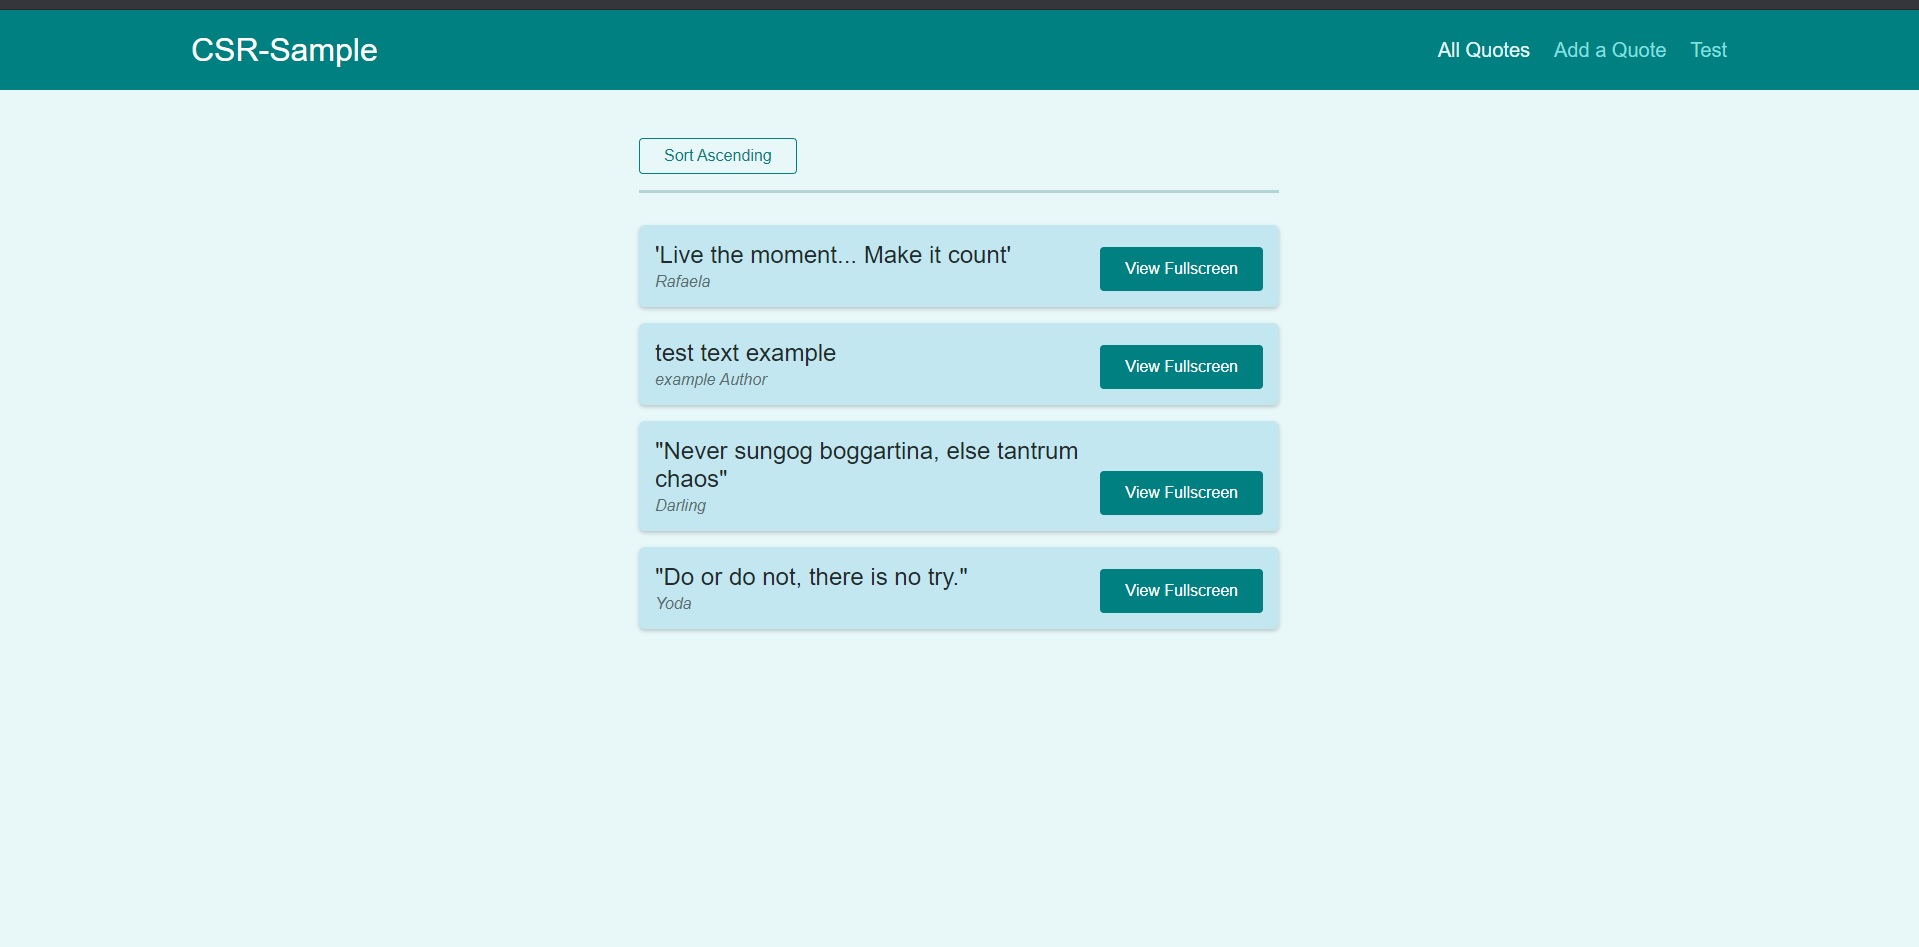 CSR-Sample
All Quotes
Add a Quote
Test
Sort Ascending
'Live the moment... Make it count'
Rafaela
View Fullscreen
test text example
example Author
View Fullscreen
"Never sungog boggartina, else tantrum
chaos"
Darling
View Fullscreen
"Do or do not, there is no try."
Yoda
View Fullscreen